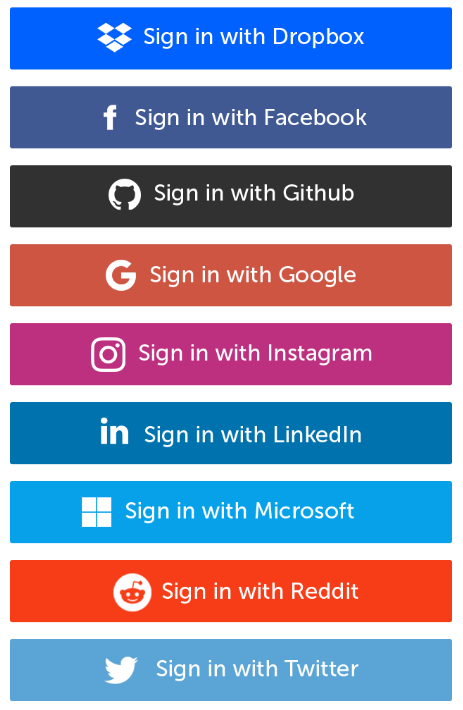 Sign in with Dropbox
Sign in with Facebook
Sign in with Github
Sign in with Google
Sign in with Instagram
Sign in with LinkedIn
Sign in with Microsoft
Sign in with Reddit
Sign in with Twitter